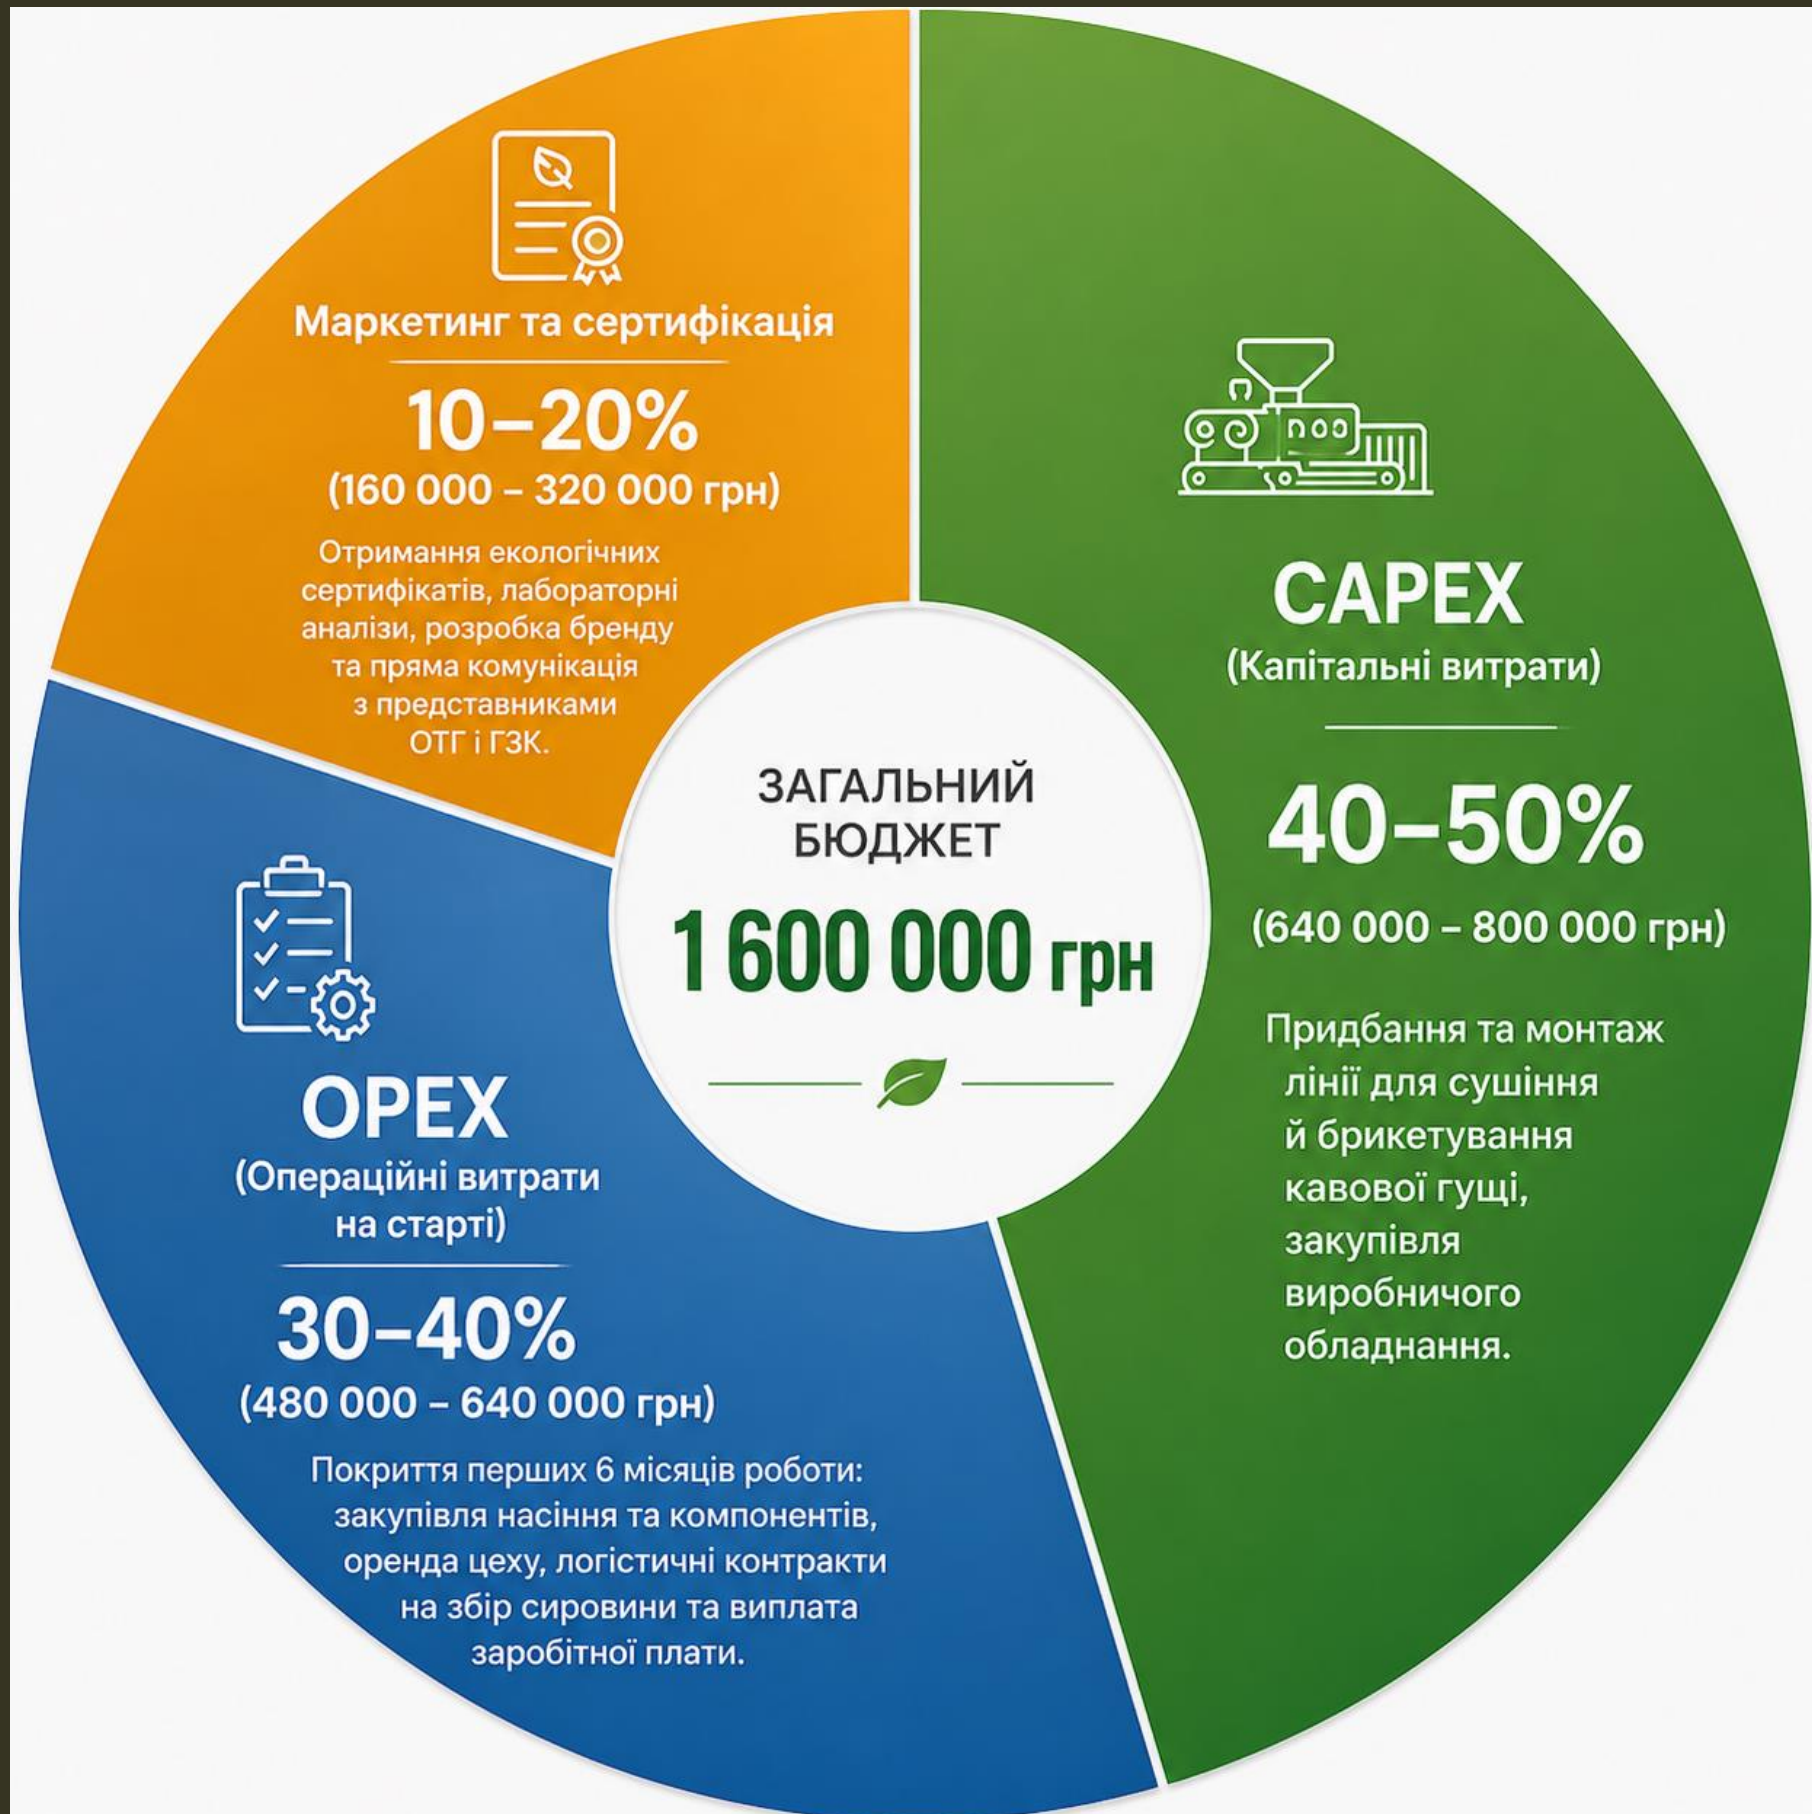 Маркетинг та сертифікація
10–20%
(160 000 – 320 000 грн)
Отримання екологічних
сертифікатів, лабораторні
аналізи, розробка бренду
та пряма комунікація
з представниками
ОТГ і ГЗК.
CAPEX
(Капітальні витрати)
40–50%
(640 000 – 800 000 грн)
Придбання та монтаж
лінії для сушіння
й брикетування
кавової гущі,
закупівля
виробничого
обладнання.
ЗАГАЛЬНИЙ
БЮДЖЕТ
1 600 000 грн
OPEX
(Операційні витрати
на старті)
30–40%
(480 000 – 640 000 грн)
Покриття перших 6 місяців роботи:
закупівля насіння та компонентів,
оренда цеху, логістичні контракти
на збір сировини та виплата
заробітної плати.